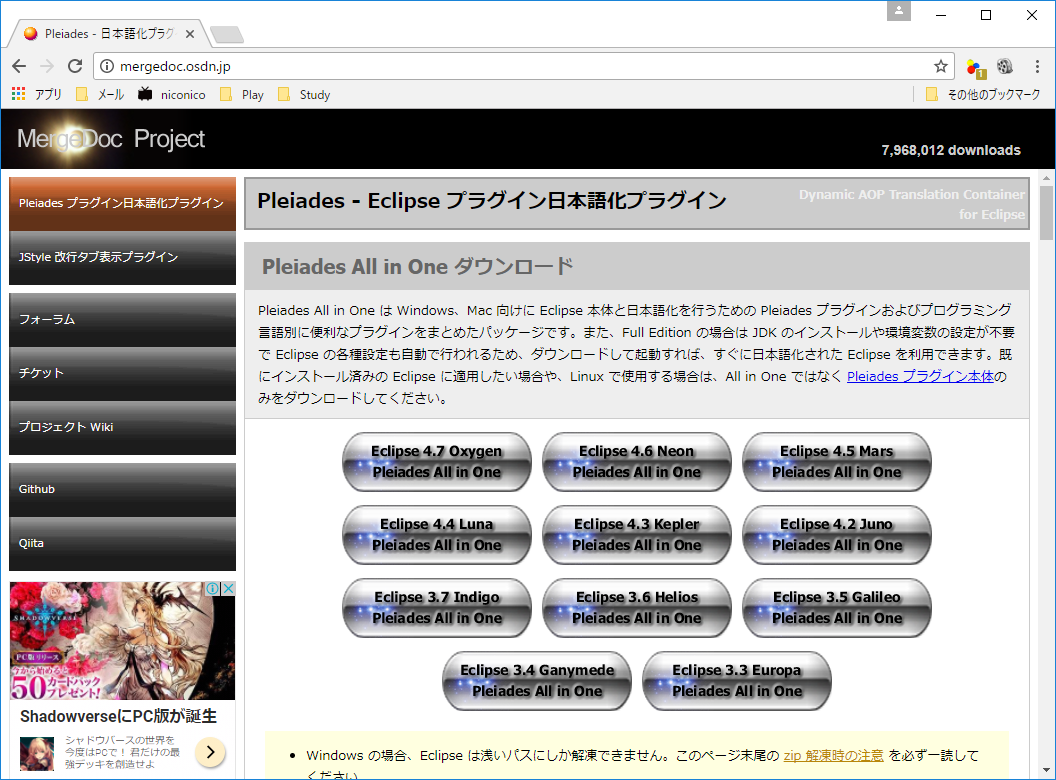 Pleiades - 日本語化プラグ
mergedoc.osdn.jp
アプリ
メール
niconico
Play
Study
その他のブックマーク
MergeDoc Project
7,968,012 downloads
Pleiades プラグイン日本語化プラグイン
JStyle 改行タブ表示プラグイン
フォーラム
チケット
プロジェクト Wiki
Github
Qiita
SHADOWVERSE
PC版リリース
今から始めると
50カードパック
プレゼント!
ShadowverseにPC版が誕生
シャドウバースの世界を
今度はPCで！ 君だけの最
強デッキを創造せよ
Pleiades - Eclipse プラグイン日本語化プラグイン
Dynamic AOP Translation Container
for Eclipse
Pleiades All in One ダウンロード
Pleiades All in One は Windows、Mac 向けに Eclipse 本体と日本語化を行うための Pleiades プラグインおよびプログラミング
言語別に便利なプラグインをまとめたパッケージです。また、Full Edition の場合は JDK のインストールや環境変数の設定が不要
で Eclipse の各種設定も自動で行われるため、ダウンロードして起動すれば、すぐに日本語化された Eclipse を利用できます。既
にインストール済みの Eclipse に適用したい場合や、Linux で使用する場合は、All in One ではなく Pleiades プラグイン本体の
みをダウンロードしてください。
Eclipse 4.7 Oxygen
Pleiades All in One
Eclipse 4.6 Neon
Pleiades All in One
Eclipse 4.5 Mars
Pleiades All in One
Eclipse 4.4 Luna
Pleiades All in One
Eclipse 4.3 Kepler
Pleiades All in One
Eclipse 4.2 Juno
Pleiades All in One
Eclipse 3.7 Indigo
Pleiades All in One
Eclipse 3.6 Helios
Pleiades All in One
Eclipse 3.5 Galileo
Pleiades All in One
Eclipse 3.4 Ganymede
Pleiades All in One
Eclipse 3.3 Europa
Pleiades All in One
• Windows の場合、Eclipse は浅いパスにしか解凍できません。このページ末尾の zip 解凍時の注意 を必ず一読して
ください